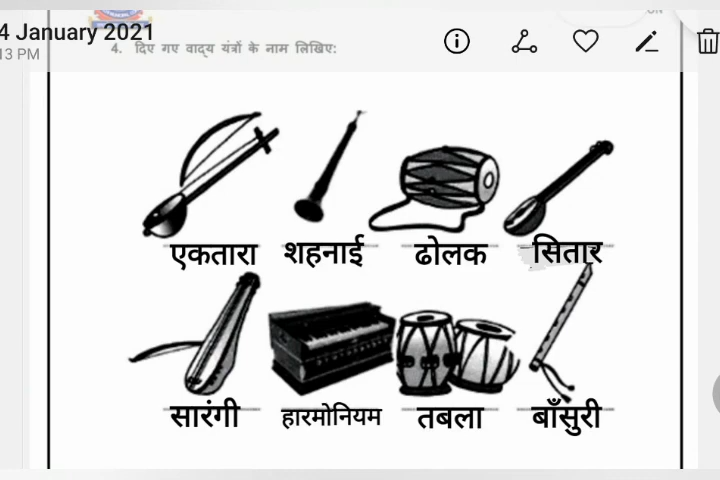 4 January 2021
13 PM
4. दिए गए वाद्य यंत्रों के नाम लिखिए:
एकतारा शहनाई ढोलक सितार
सारंगी हारमोनियम तबला बाँसुरी